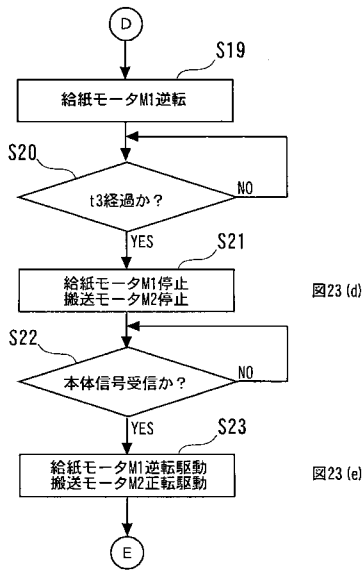 D
S19
給紙モータM1逆転
S20
t3経過か?
NO
YES
S21
給紙モータM1停止
搬送モータM2停止
図23(d)
S22
本体信号受信か?
NO
YES
S23
給紙モータM1逆転駆動
搬送モータM2正転駆動
図23(e)
E